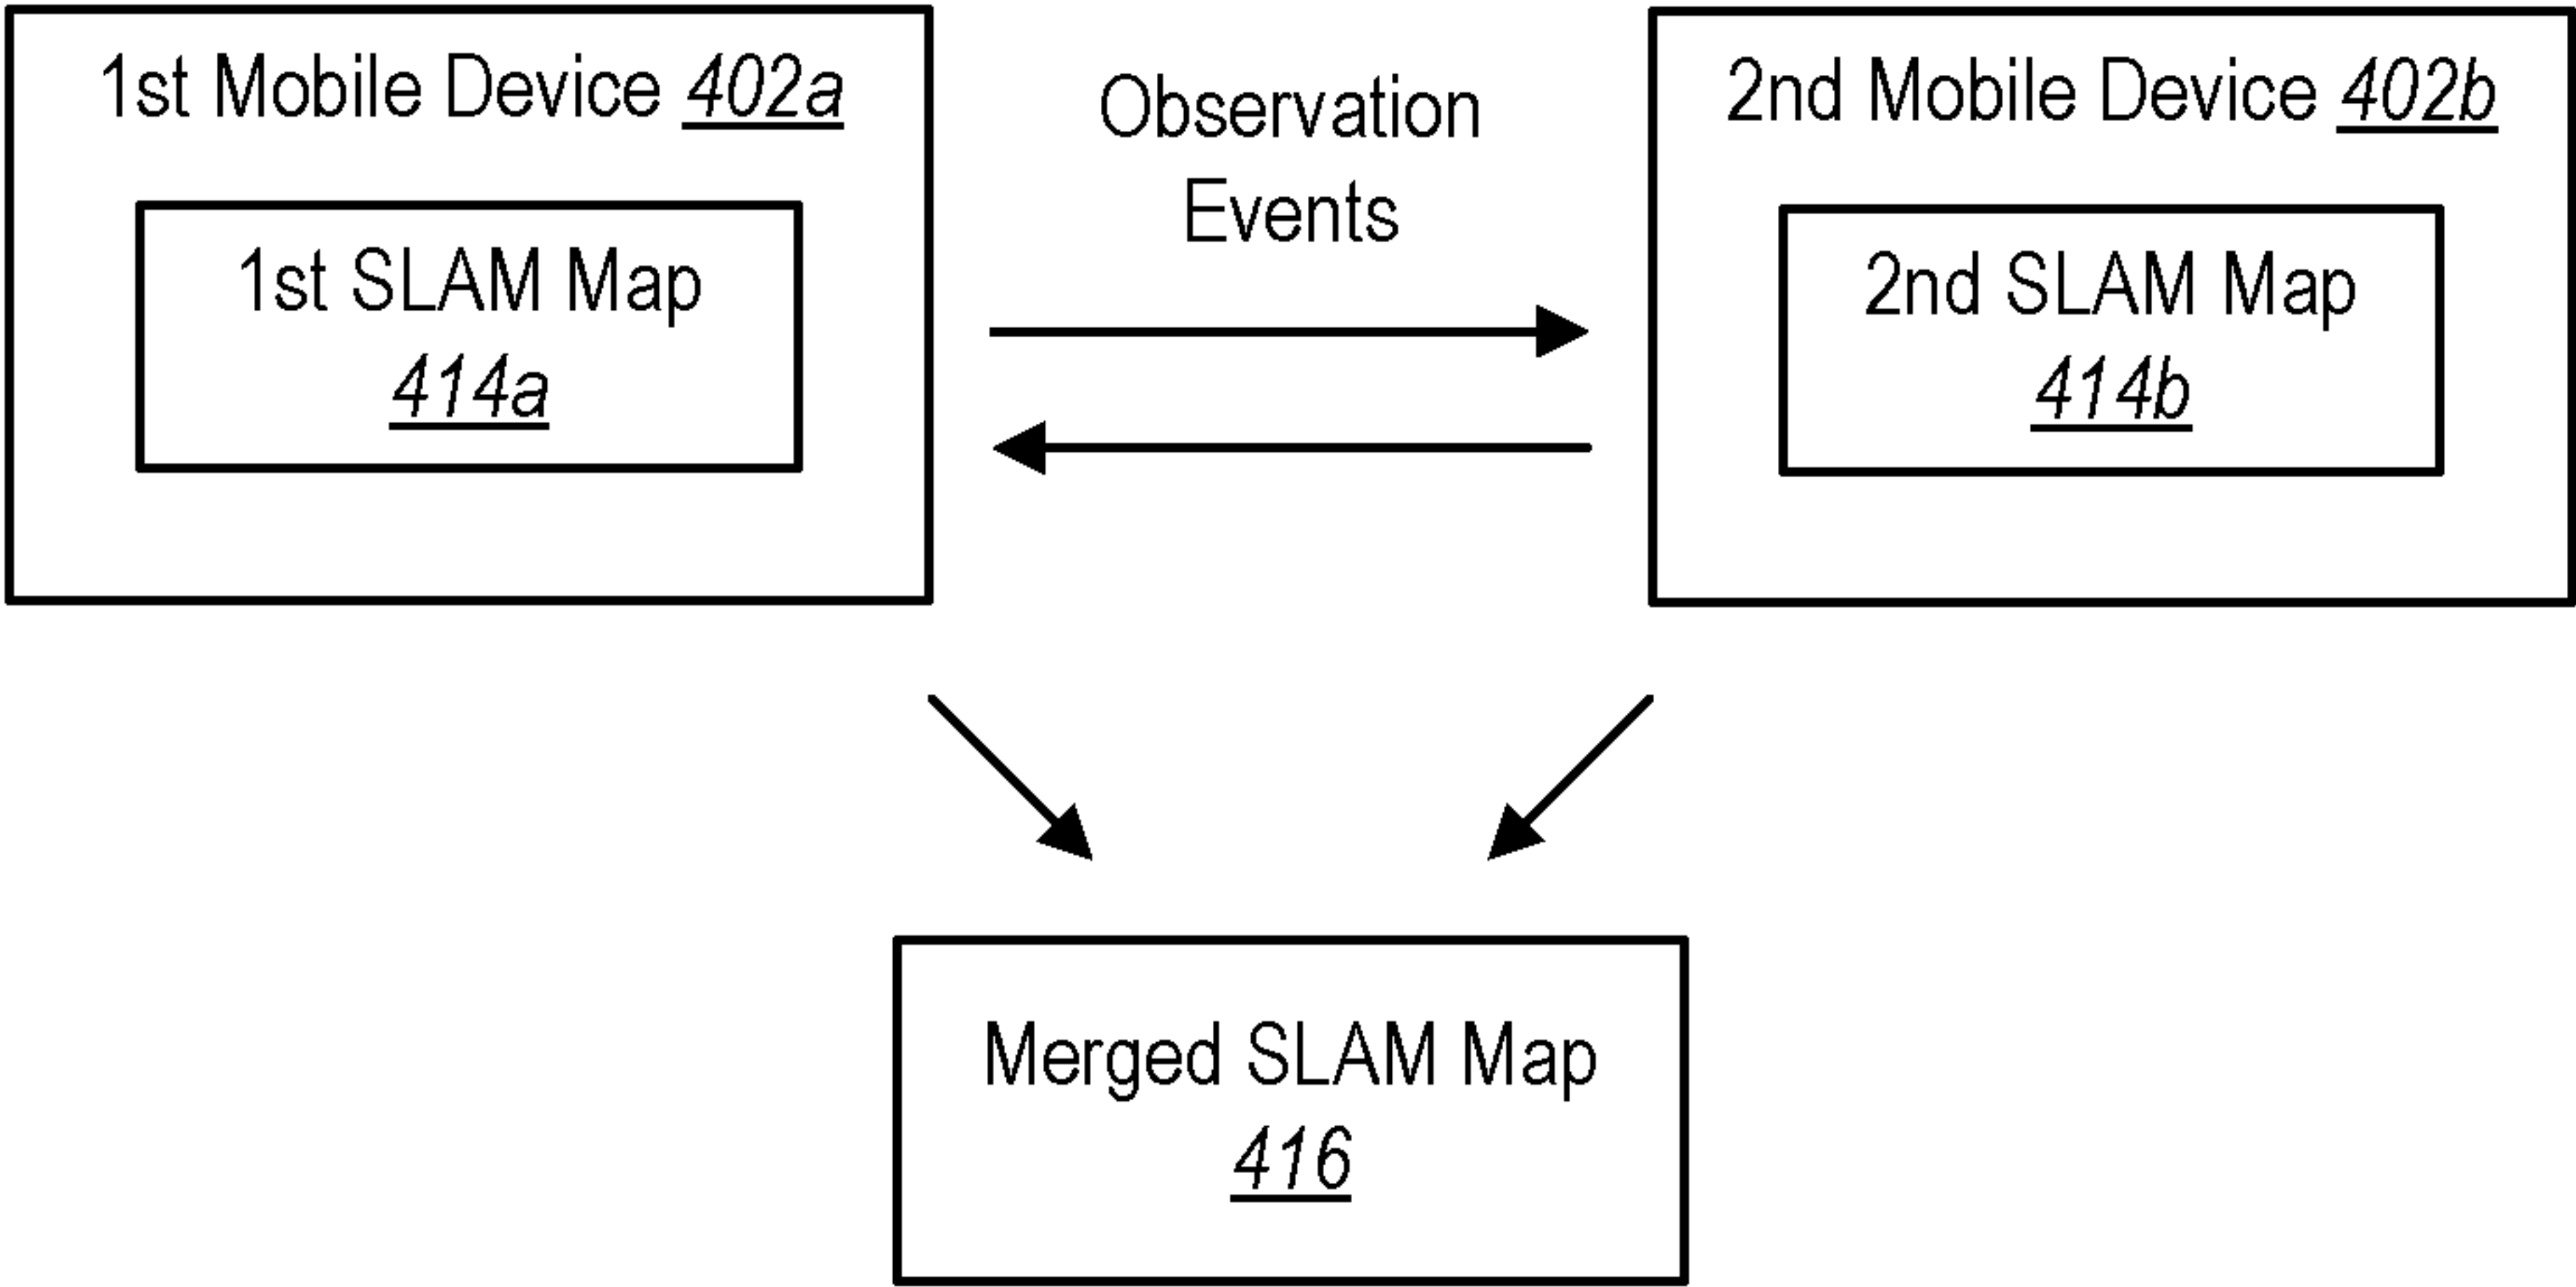 1st Mobile Device 402a
1st SLAM Map
414a
Observation
Events
2nd Mobile Device 402b
2nd SLAM Map
414b
Merged SLAM Map
416